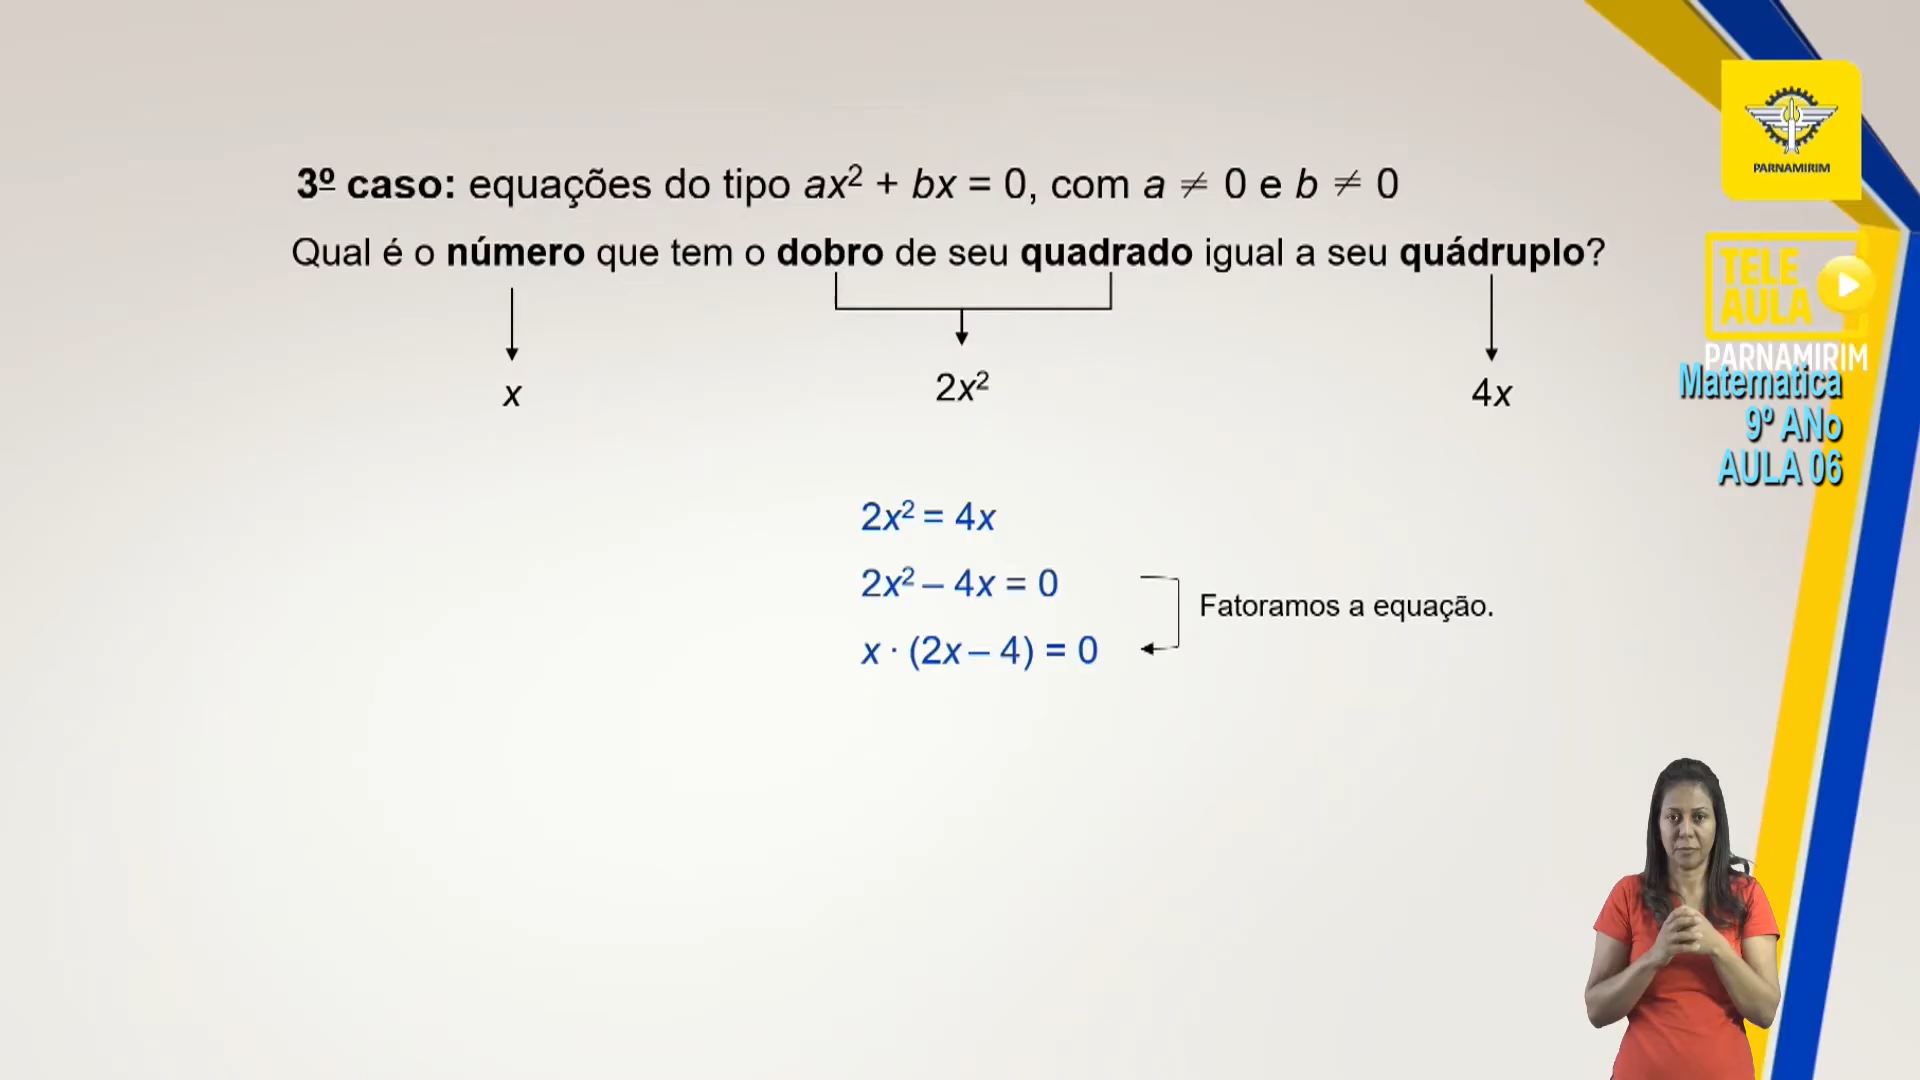 3º caso: equações do tipo ax² + bx = 0, com a ≠ 0 e b ≠ 0
Qual é o número que tem o dobro de seu quadrado igual a seu quádruplo?
x
2x²
4x
2x² = 4x
2x² – 4x = 0
Fatoramos a equação.
x · (2x – 4) = 0
PARNAMIRIM
TELE
AULA
PARNAMIRIM
Matematica
9º ANo
AULA 06